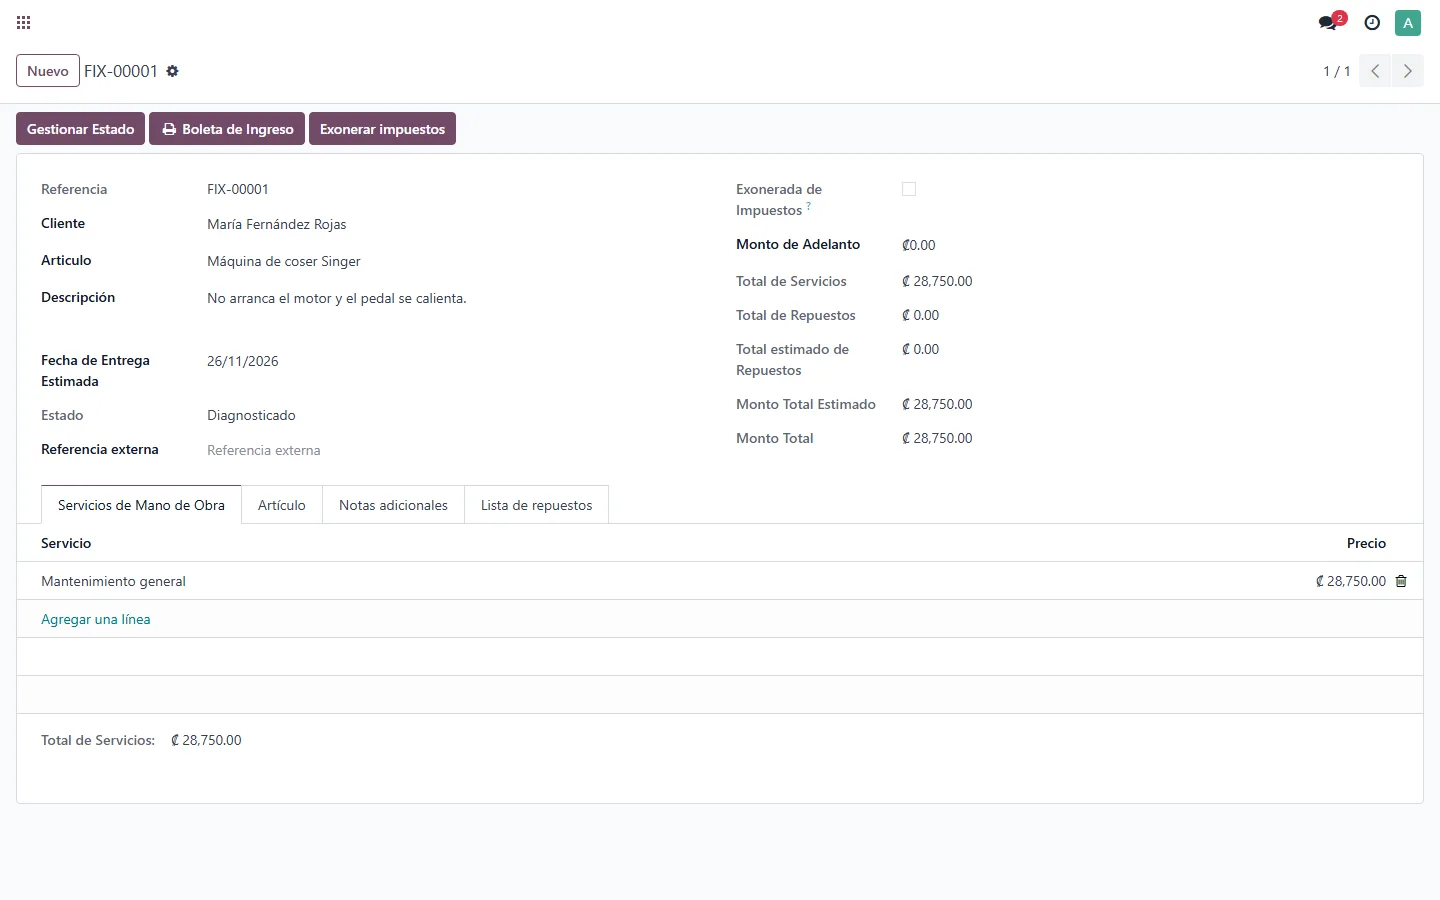 2
A
Nuevo FIX-00001
1 / 1
Gestionar Estado Boleta de Ingreso Exonerar impuestos
Referencia FIX-00001
Cliente María Fernández Rojas
Articulo Máquina de coser Singer
Descripción No arranca el motor y el pedal se calienta.
Fecha de Entrega
Estimada
26/11/2026
Estado Diagnosticado
Referencia externa Referencia externa
Exonerada de
Impuestos ?
Monto de Adelanto ₡0.00
Total de Servicios ₡ 28,750.00
Total de Repuestos ₡ 0.00
Total estimado de
Repuestos
₡ 0.00
Monto Total Estimado ₡ 28,750.00
Monto Total ₡ 28,750.00
Servicios de Mano de Obra Artículo Notas adicionales Lista de repuestos
Servicio Precio
Mantenimiento general ₡ 28,750.00
Agregar una línea
Total de Servicios: ₡ 28,750.00